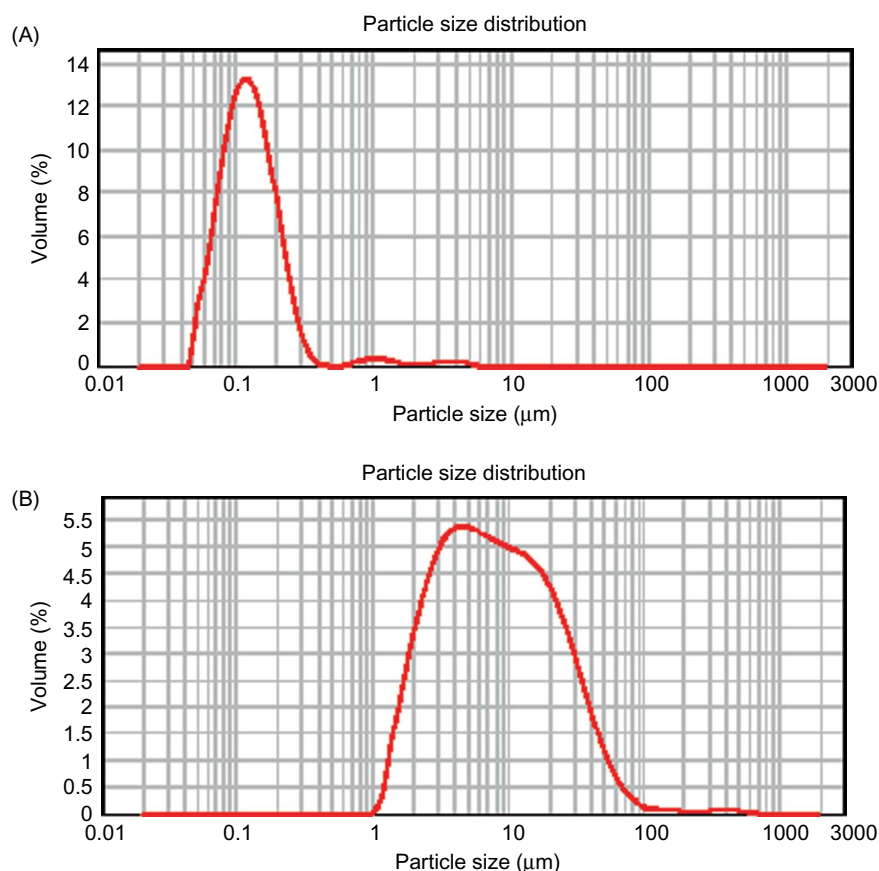 (A)
Particle size distribution
Volume (%)
14
12
10
8
6
4
2
0
0.01 0.1 1 10 100 1000 3000
Particle size (μm)
(B)
Particle size distribution
Volume (%)
5.5
5
4.5
4
3.5
3
2.5
2
1.5
1
0.5
0
0.01 0.1 1 10 100 1000 3000
Particle size (μm)